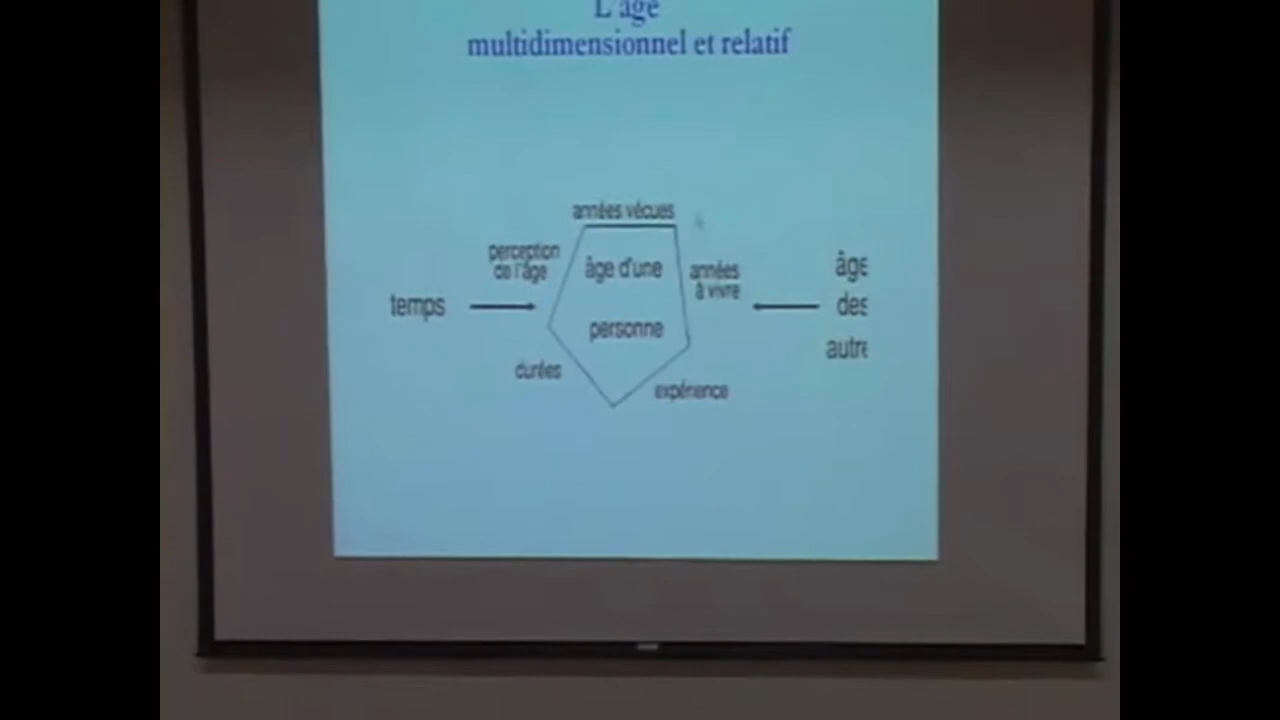 L'âge
multidimensionnel et relatif
années vécues
perception
de l'âge
âge d'une
personne
années
à vivre
temps
âge
des
autre
durées
expérience